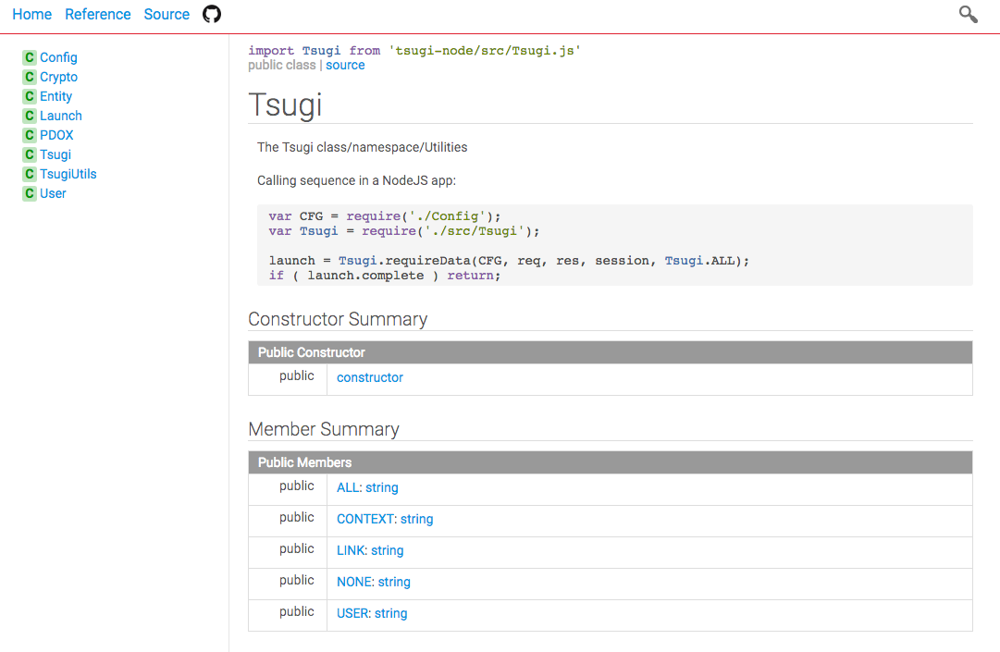 Home Reference Source
C Config
C Crypto
C Entity
C Launch
C PDOX
C Tsugi
C TsugiUtils
C User
import Tsugi from 'tsugi-node/src/Tsugi.js'
public class | source
Tsugi
The Tsugi class/namespace/Utilities
Calling sequence in a NodeJS app:
var CFG = require('./Config');
var Tsugi = require('./src/Tsugi');
launch = Tsugi.requireData(CFG, req, res, session, Tsugi.ALL);
if ( launch.complete ) return;
Constructor Summary
Public Constructor
public constructor
Member Summary
Public Members
public ALL: string
public CONTEXT: string
public LINK: string
public NONE: string
public USER: string